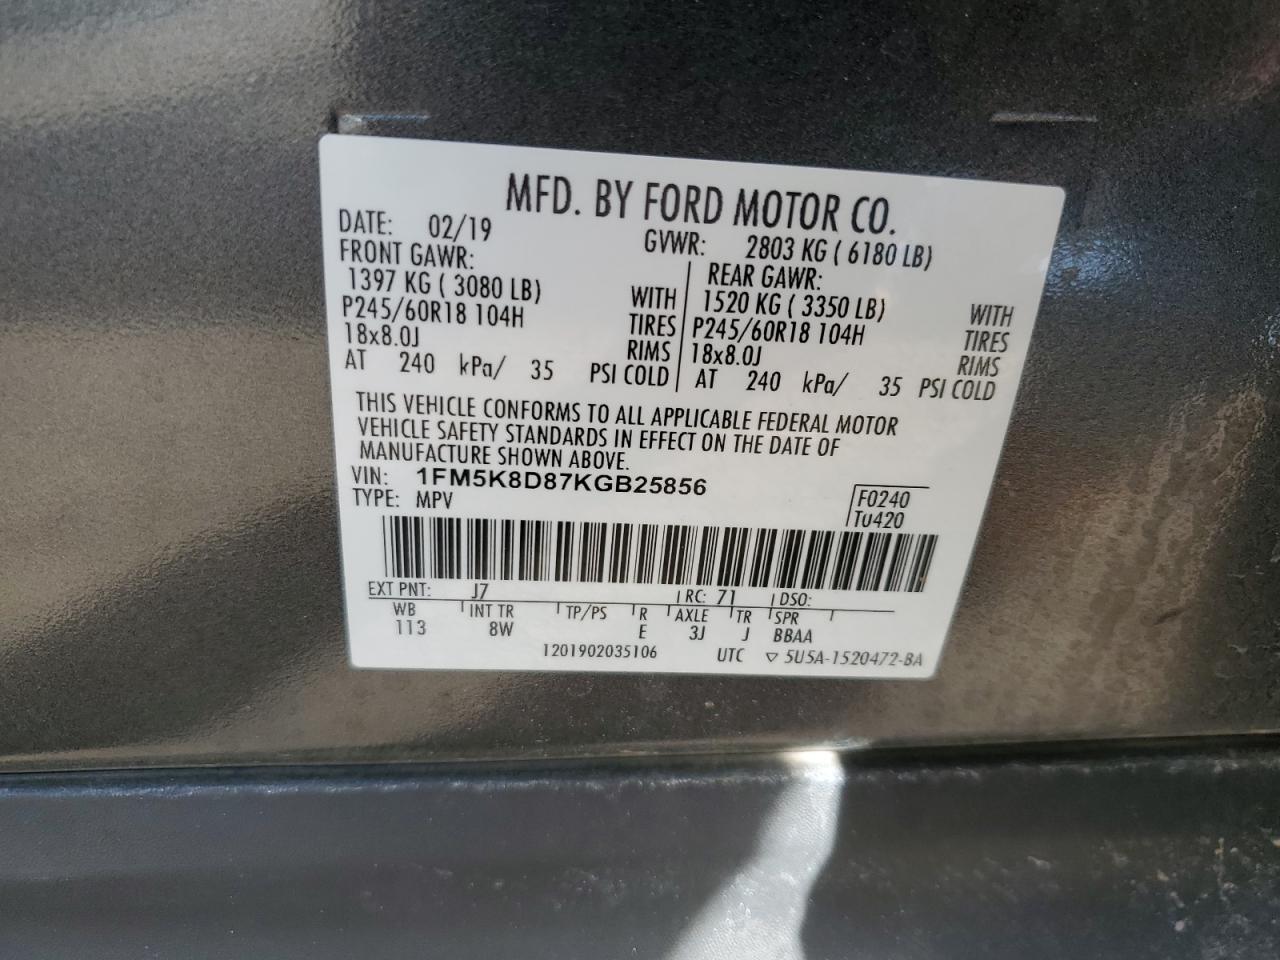 MFD. BY FORD MOTOR CO.
DATE: 02/19 GVWR: 2803 KG ( 6180 LB)
FRONT GAWR: REAR GAWR:
1397 KG ( 3080 LB) WITH 1520 KG ( 3350 LB) WITH
P245/60R18 104H TIRES P245/60R18 104H TIRES
18x8.0J RIMS 18x8.0J RIMS
AT 240 kPa/ 35 PSI COLD AT 240 kPa/ 35 PSI COLD
THIS VEHICLE CONFORMS TO ALL APPLICABLE FEDERAL MOTOR
VEHICLE SAFETY STANDARDS IN EFFECT ON THE DATE OF
MANUFACTURE SHOWN ABOVE.
VIN: 1FM5K8D87KGB25856
TYPE: MPV
F0240
T0420
EXT PNT: J7 RC: 71 DSO:
WB INT TR TP/PS R AXLE TR SPR
113 8W E 3J J BBAA
1201902035106 UTC ▽ 5U5A-1520472-BA